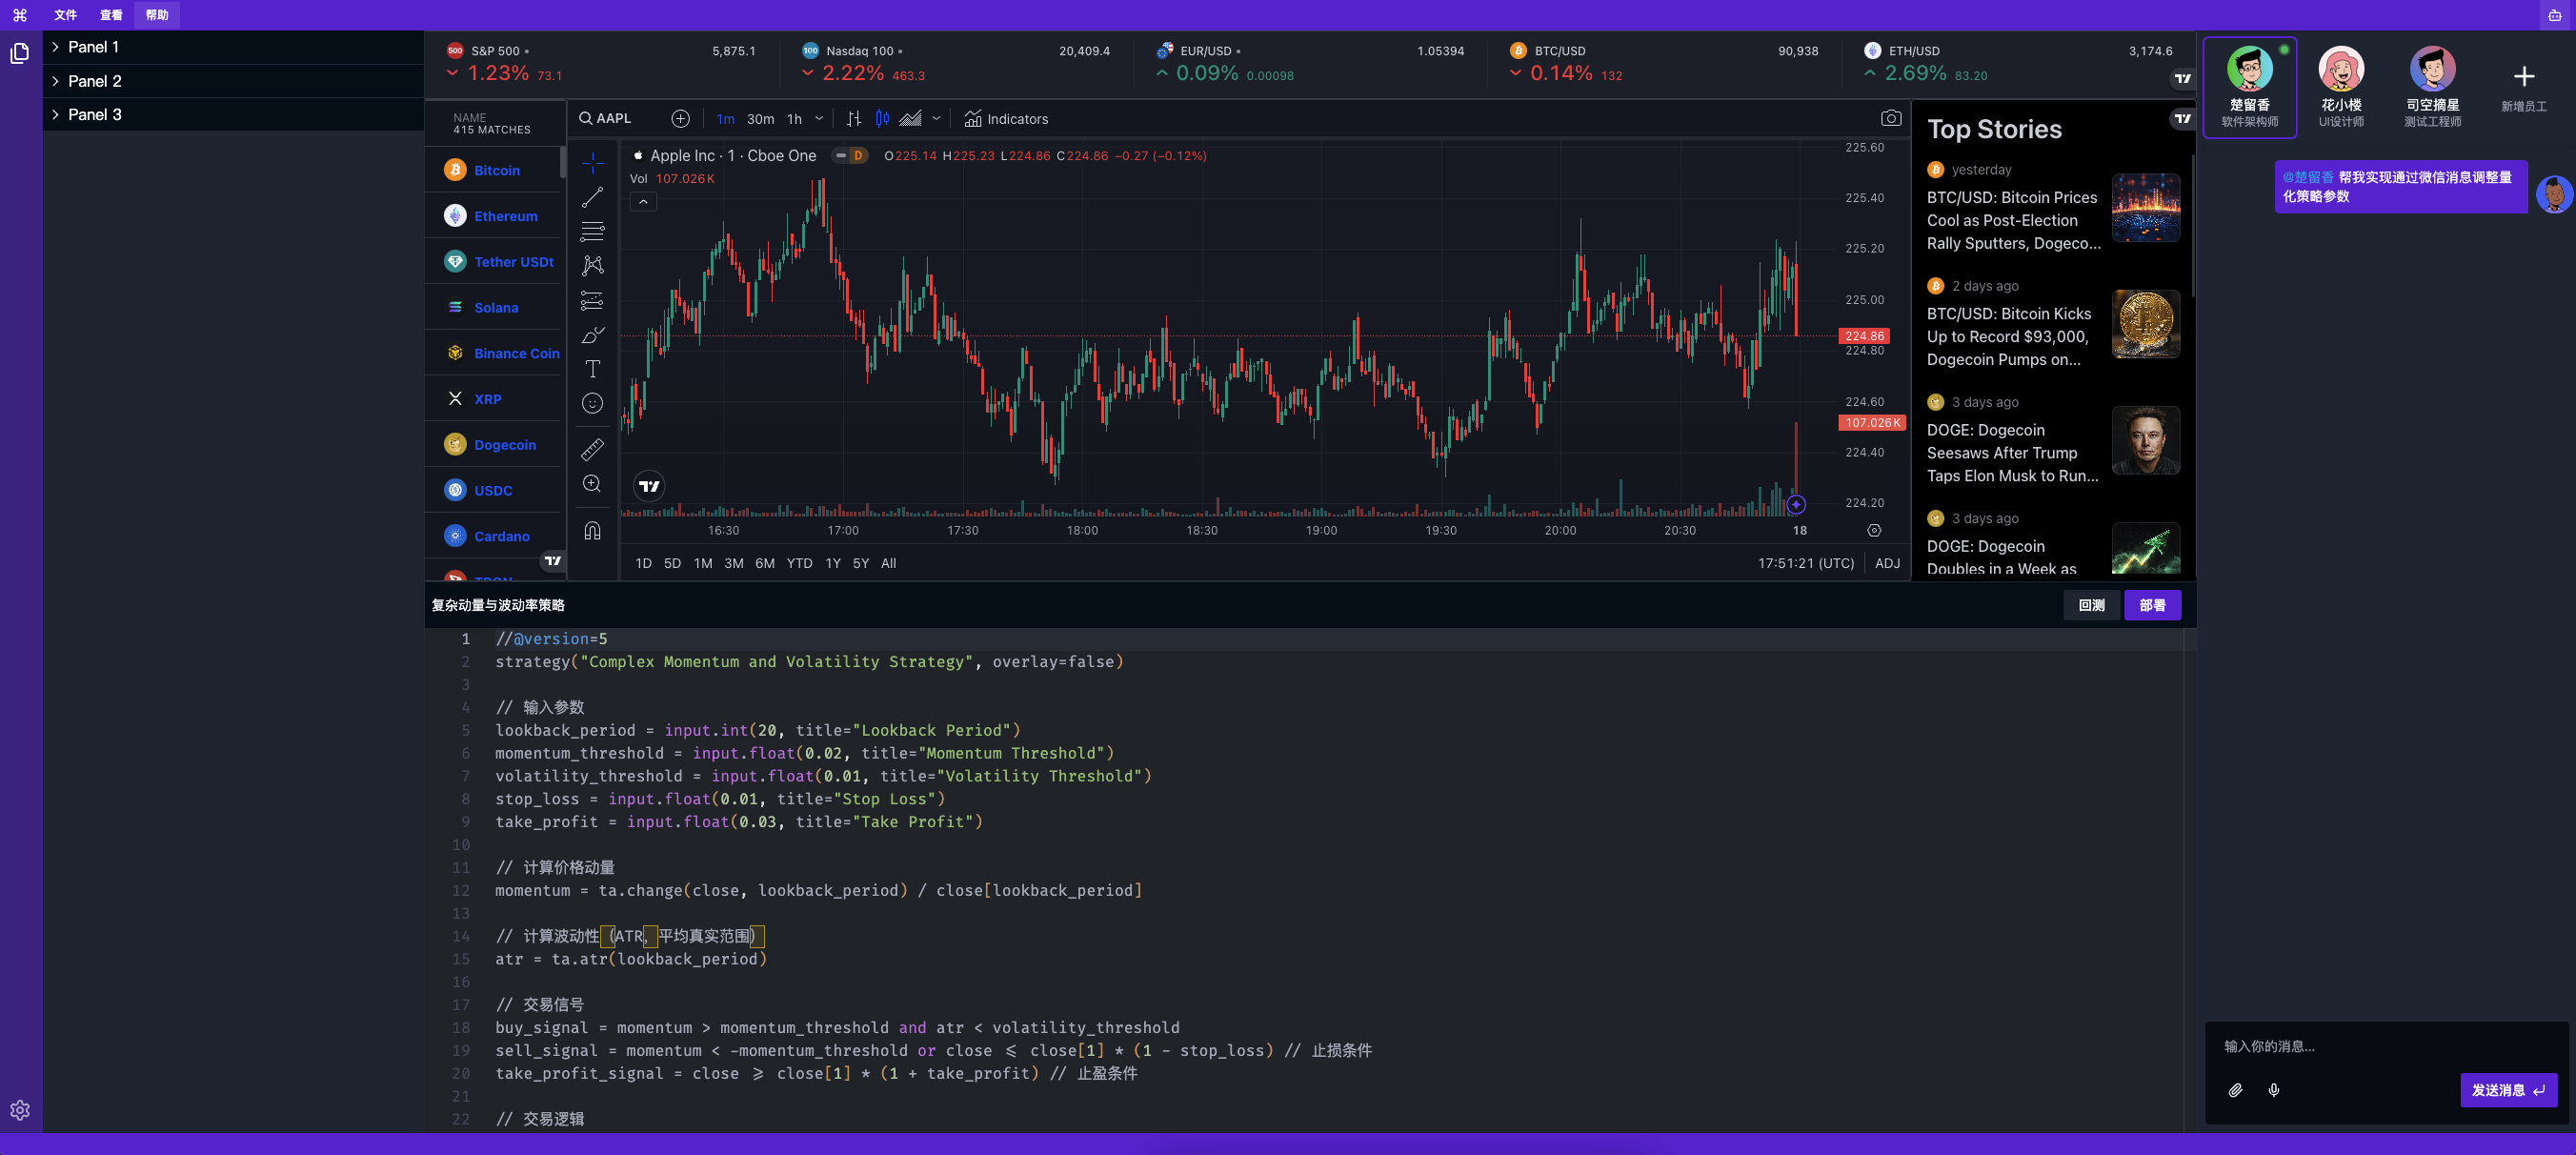 文件 查看 帮助
Panel 1
Panel 2
Panel 3
S&P 500 5,875.1
1.23% 73.1
Nasdaq 100 20,409.4
2.22% 463.3
EUR/USD 1.05394
0.09% 0.00098
BTC/USD 90,938
0.14% 132
ETH/USD 3,174.6
2.69% 83.20
NAME
415 MATCHES
Bitcoin
Ethereum
Tether USDt
Solana
Binance Coin
XRP
Dogecoin
USDC
Cardano
AAPL 1m 30m 1h Indicators
Apple Inc · 1 · Cboe One D O225.14 H225.23 L224.86 C224.86 −0.27 (−0.12%)
Vol 107.026K
225.60
225.40
225.20
225.00
224.86
224.80
224.60
107.026K
224.40
224.20
16:30 17:00 17:30 18:00 18:30 19:00 19:30 20:00 20:30 18
1D 5D 1M 3M 6M YTD 1Y 5Y All 17:51:21 (UTC) ADJ
Top Stories
yesterday
BTC/USD: Bitcoin Prices
Cool as Post-Election
Rally Sputters, Dogeco...
2 days ago
BTC/USD: Bitcoin Kicks
Up to Record $93,000,
Dogecoin Pumps on...
3 days ago
DOGE: Dogecoin
Seesaws After Trump
Taps Elon Musk to Run...
3 days ago
DOGE: Dogecoin
Doubles in a Week as
复杂动量与波动率策略 回测 部署
1 //@version=5
2 strategy("Complex Momentum and Volatility Strategy", overlay=false)
3
4 // 输入参数
5 lookback_period = input.int(20, title="Lookback Period")
6 momentum_threshold = input.float(0.02, title="Momentum Threshold")
7 volatility_threshold = input.float(0.01, title="Volatility Threshold")
8 stop_loss = input.float(0.01, title="Stop Loss")
9 take_profit = input.float(0.03, title="Take Profit")
10
11 // 计算价格动量
12 momentum = ta.change(close, lookback_period) / close[lookback_period]
13
14 // 计算波动性（ATR，平均真实范围）
15 atr = ta.atr(lookback_period)
16
17 // 交易信号
18 buy_signal = momentum > momentum_threshold and atr < volatility_threshold
19 sell_signal = momentum < -momentum_threshold or close <= close[1] * (1 - stop_loss) // 止损条件
20 take_profit_signal = close >= close[1] * (1 + take_profit) // 止盈条件
21
22 // 交易逻辑
楚留香
软件架构师
花小楼
UI设计师
司空摘星
测试工程师
新增员工
@楚留香 帮我实现通过微信消息调整量
化策略参数
输入你的消息...
发送消息